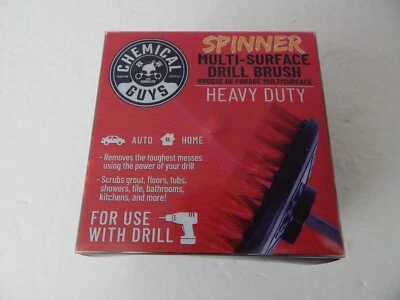 CHEMICAL
GUYS
SPINNER
MULTI-SURFACE
DRILL BRUSH
BROSSE DE FORAGE MULTISURFACE
HEAVY DUTY
AUTO
HOME
- Removes the toughest messes
using the power of your drill
- Scrubs grout, floors, tubs,
showers, tile, bathrooms,
kitchens, and more!
FOR USE
WITH DRILL